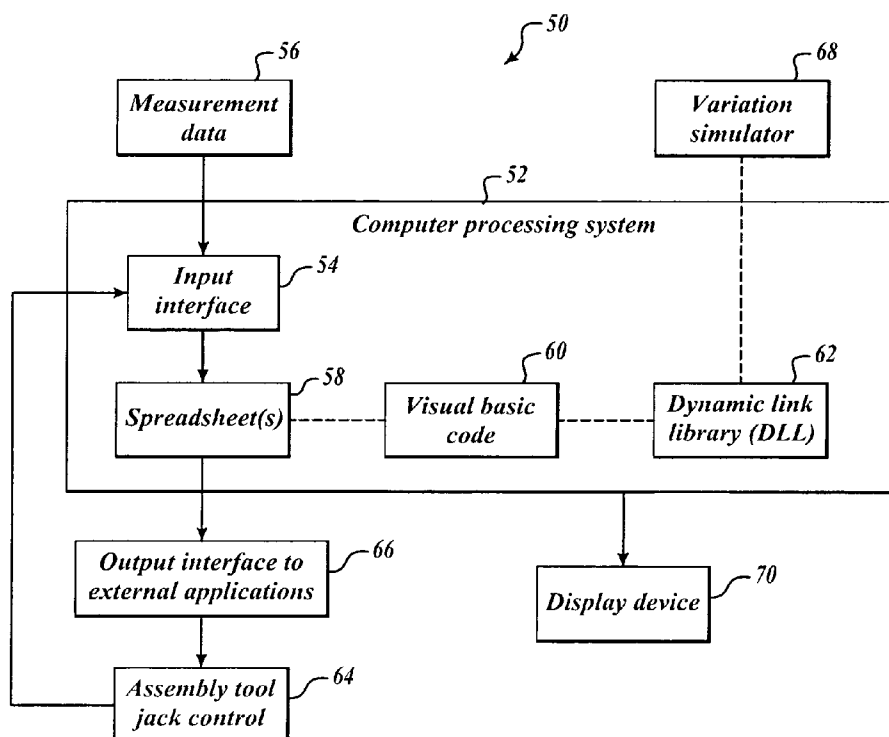 50
56
68
Measurement
data
Variation
simulator
52
Computer processing system
Input
interface
54
58
60
62
Spreadsheet(s)
Visual basic
code
Dynamic link
library (DLL)
Output interface to
external applications
66
70
Display device
Assembly tool
jack control
64